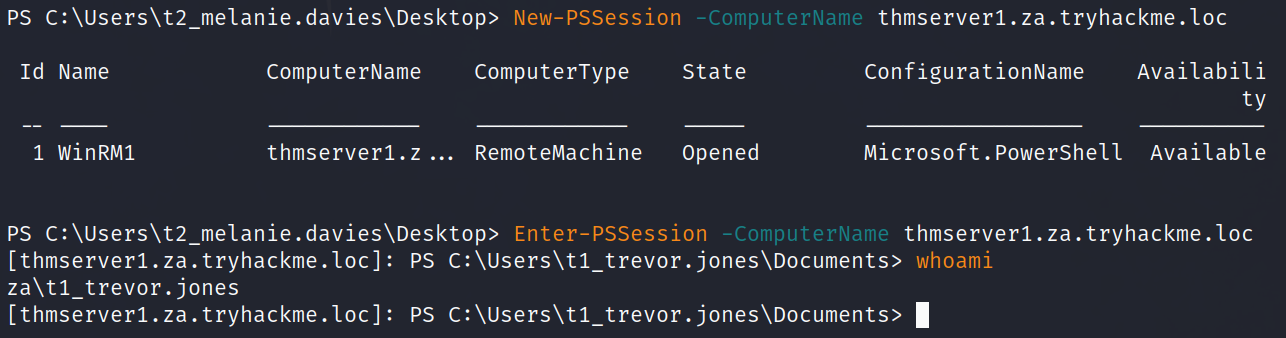 PS C:\Users\t2_melanie.davies\Desktop> New-PSSession -ComputerName thmserver1.za.tryhackme.loc
Id Name ComputerName ComputerType State ConfigurationName Availabili
ty
-- ---- ------------ ------------ ----- ----------------- ----------
1 WinRM1 thmserver1.z... RemoteMachine Opened Microsoft.PowerShell Available
PS C:\Users\t2_melanie.davies\Desktop> Enter-PSSession -ComputerName thmserver1.za.tryhackme.loc
[thmserver1.za.tryhackme.loc]: PS C:\Users\t1_trevor.jones\Documents> whoami
za\t1_trevor.jones
[thmserver1.za.tryhackme.loc]: PS C:\Users\t1_trevor.jones\Documents>